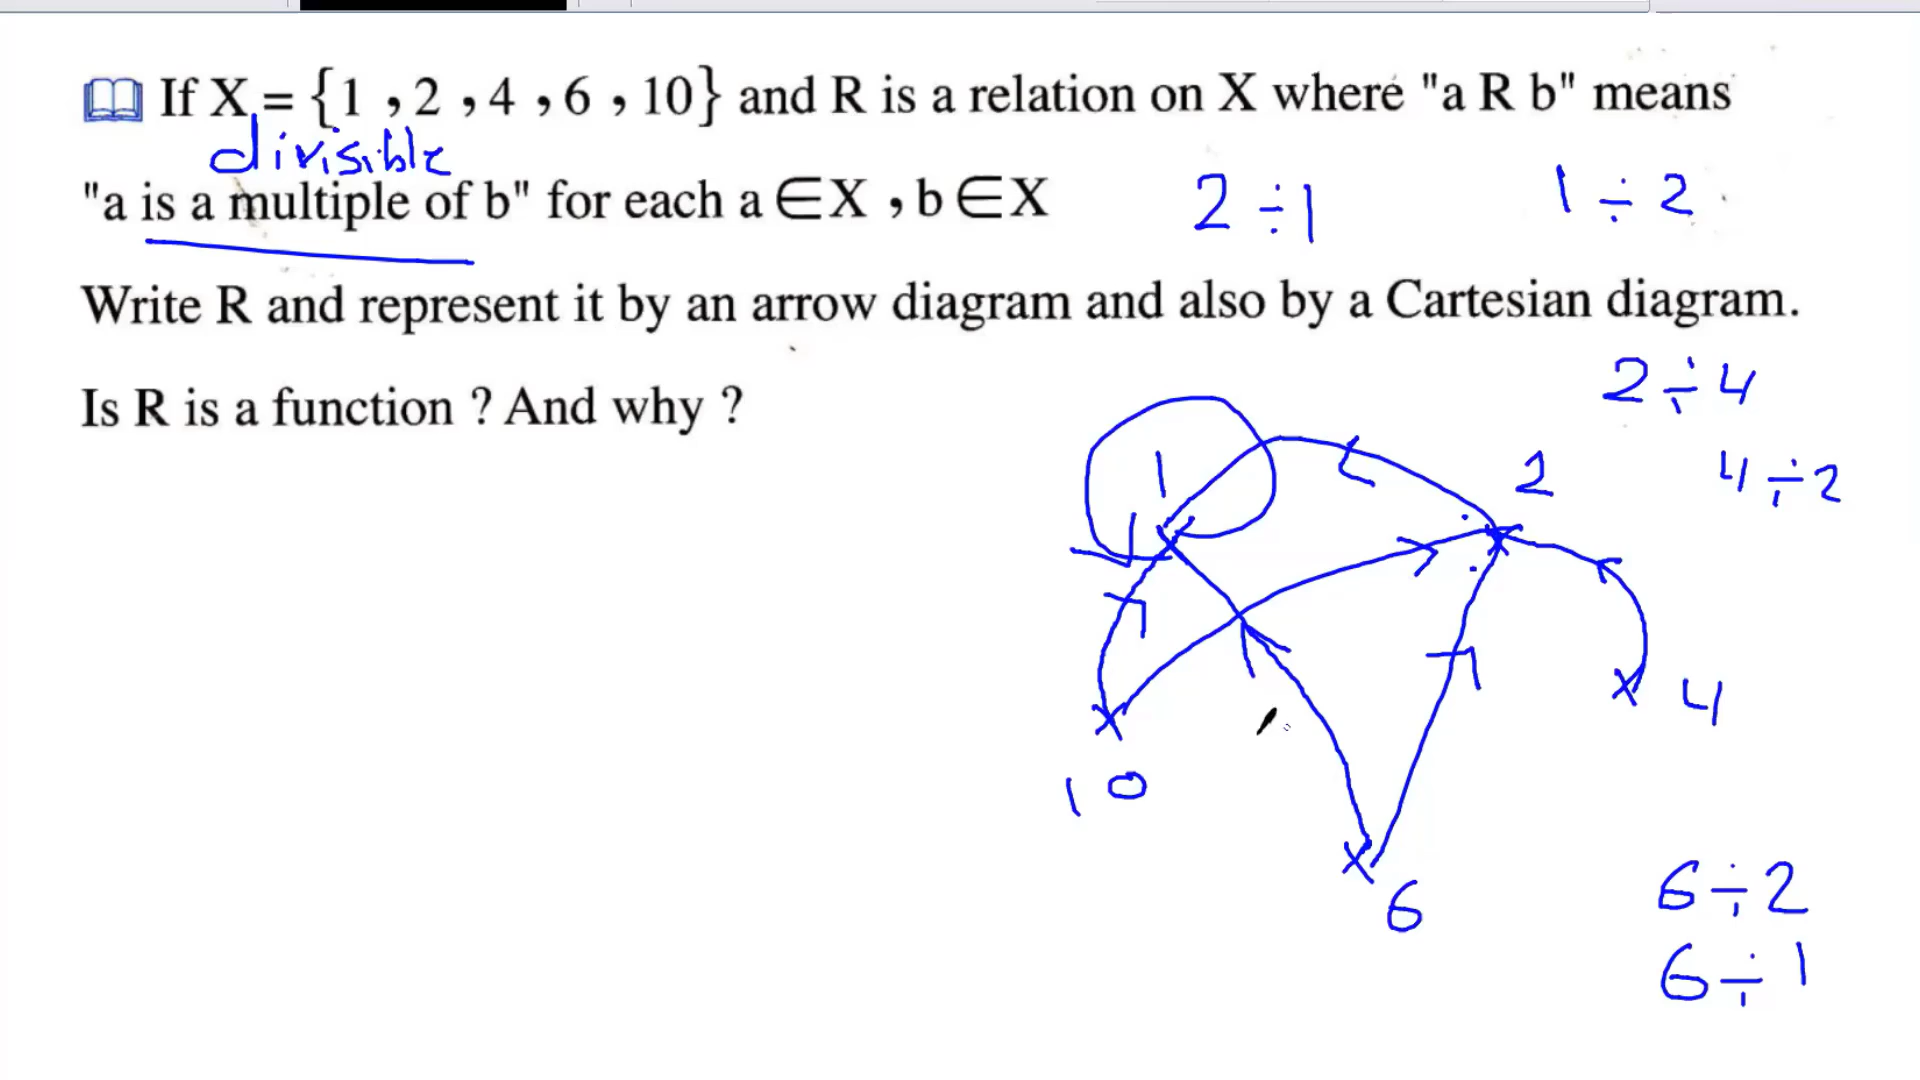 If X = {1 , 2 , 4 , 6 , 10} and R is a relation on X where "a R b" means
divisible
"a is a multiple of b" for each a ∈ X , b ∈ X
2 ÷ 1
1 ÷ 2
Write R and represent it by an arrow diagram and also by a Cartesian diagram.
Is R is a function ? And why ?
2 ÷ 4
4 ÷ 2
1
2
4
10
6
6 ÷ 2
6 ÷ 1